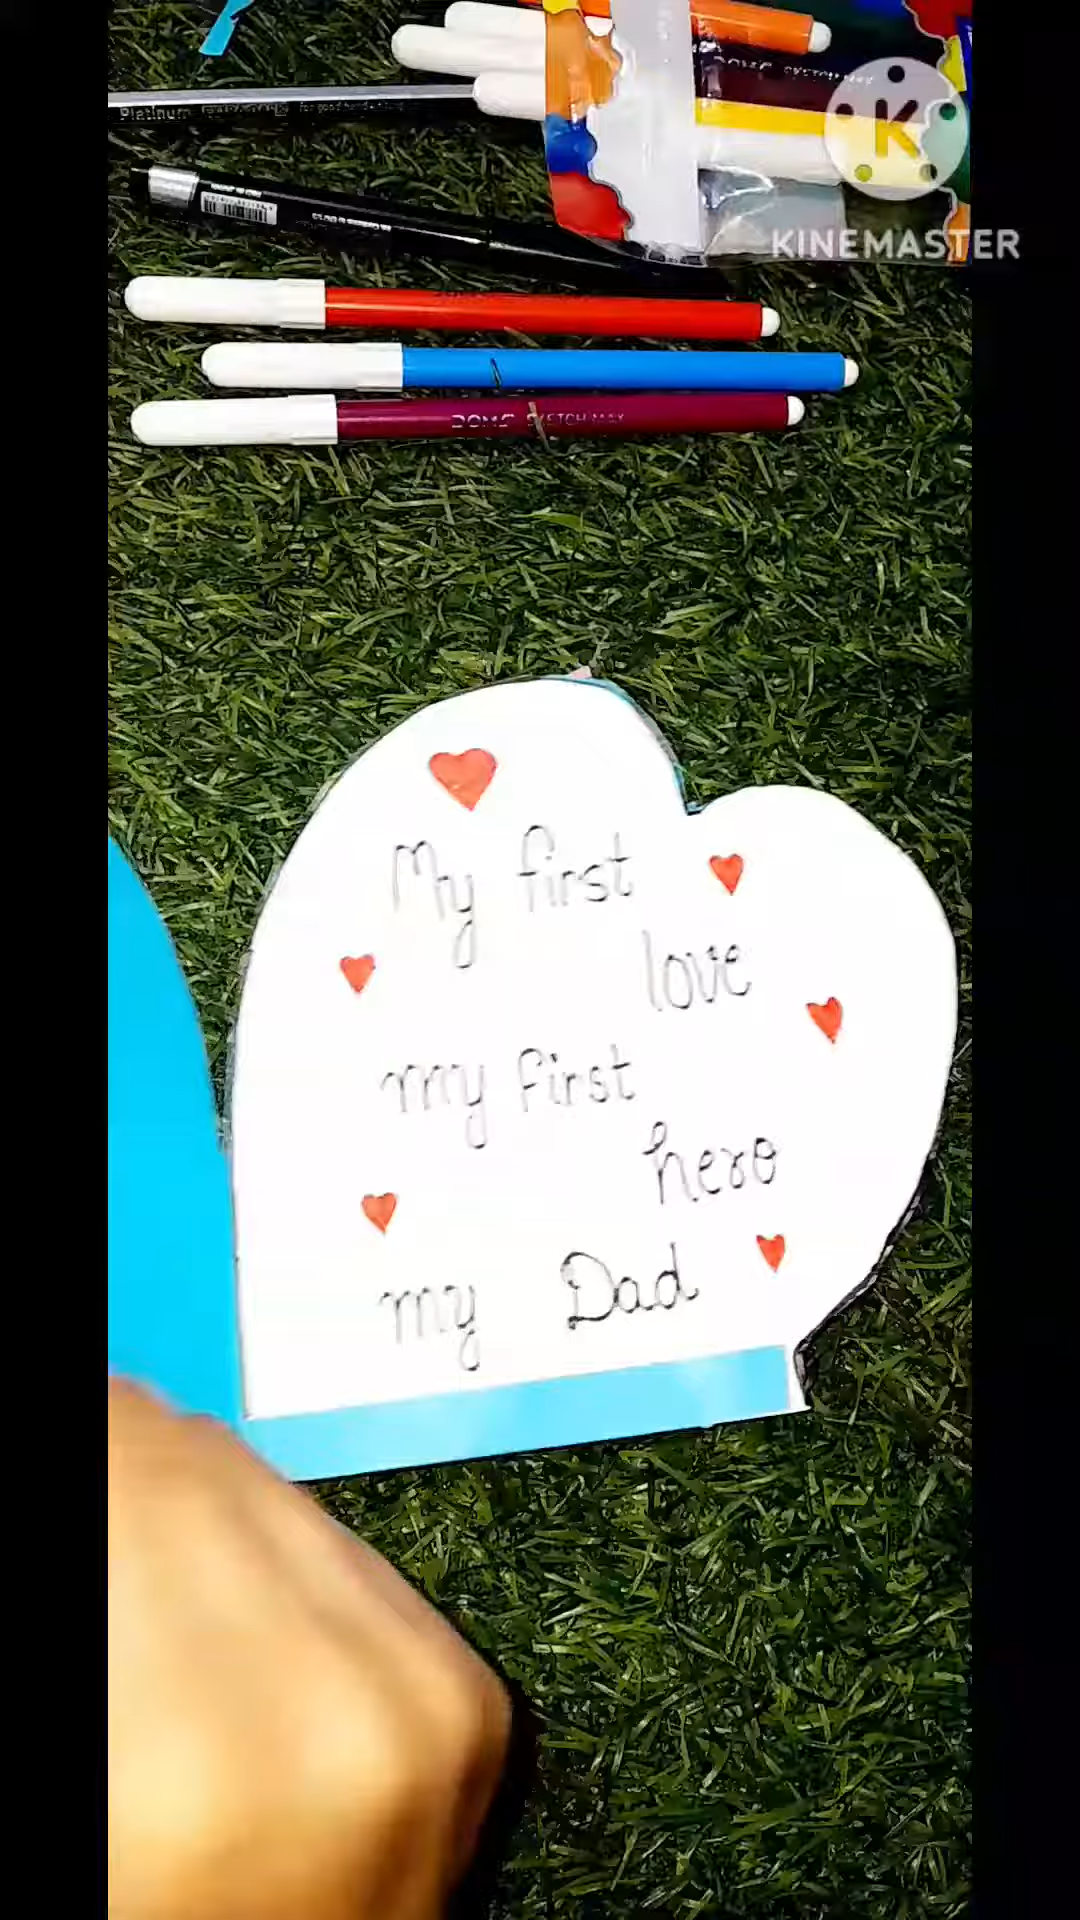 Platinum
K
KINEMASTER
DOMS SKETCH MAX
My first
love
my first
hero
my Dad